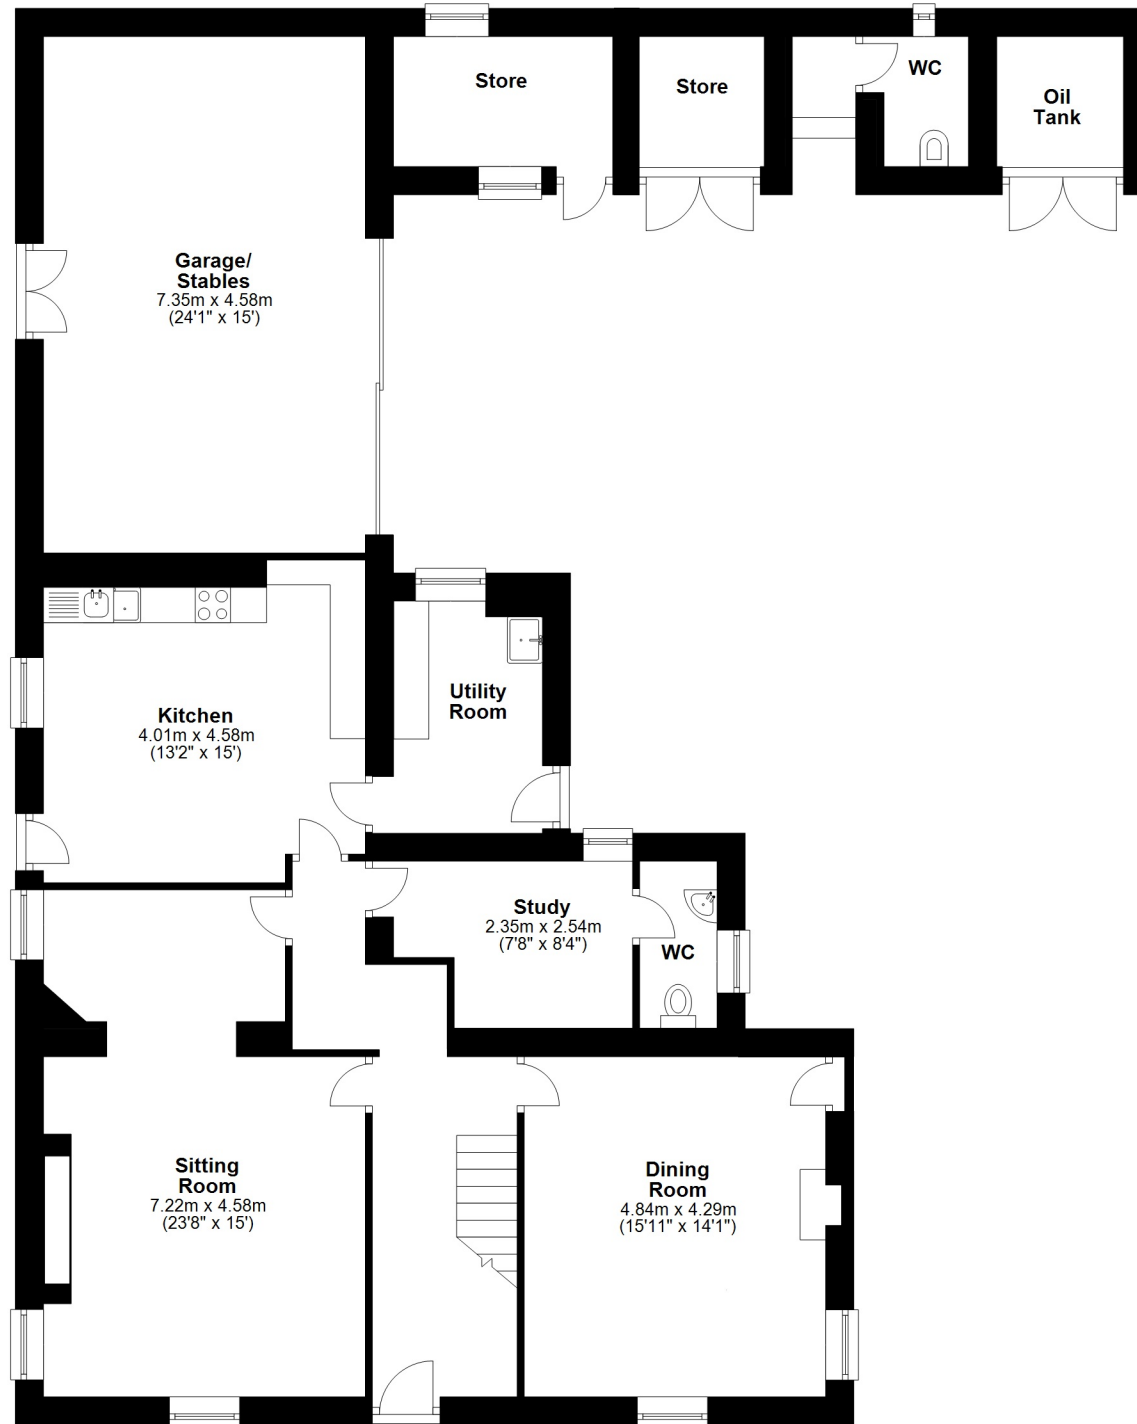 Store
Store
WC
Oil
Tank
Garage/
Stables
7.35m x 4.58m
(24'1" x 15')
Utility
Room
Kitchen
4.01m x 4.58m
(13'2" x 15')
Study
2.35m x 2.54m
(7'8" x 8'4")
WC
Sitting
Room
7.22m x 4.58m
(23'8" x 15')
Dining
Room
4.84m x 4.29m
(15'11" x 14'1")